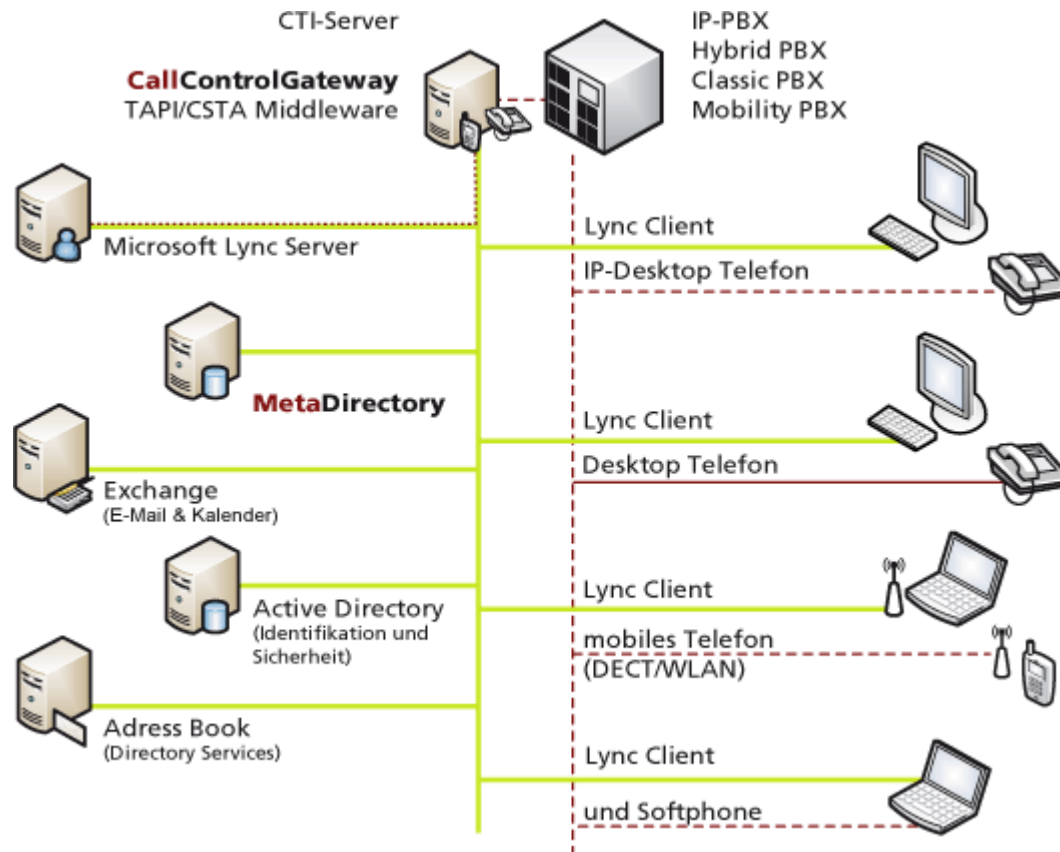 CTI-Server
CallControlGateway
TAPI/CSTA Middleware
IP-PBX
Hybrid PBX
Classic PBX
Mobility PBX
Microsoft Lync Server
MetaDirectory
Exchange
(E-Mail & Kalender)
Active Directory
(Identifikation und
Sicherheit)
Adress Book
(Directory Services)
Lync Client
IP-Desktop Telefon
Lync Client
Desktop Telefon
Lync Client
mobiles Telefon
(DECT/WLAN)
Lync Client
und Softphone